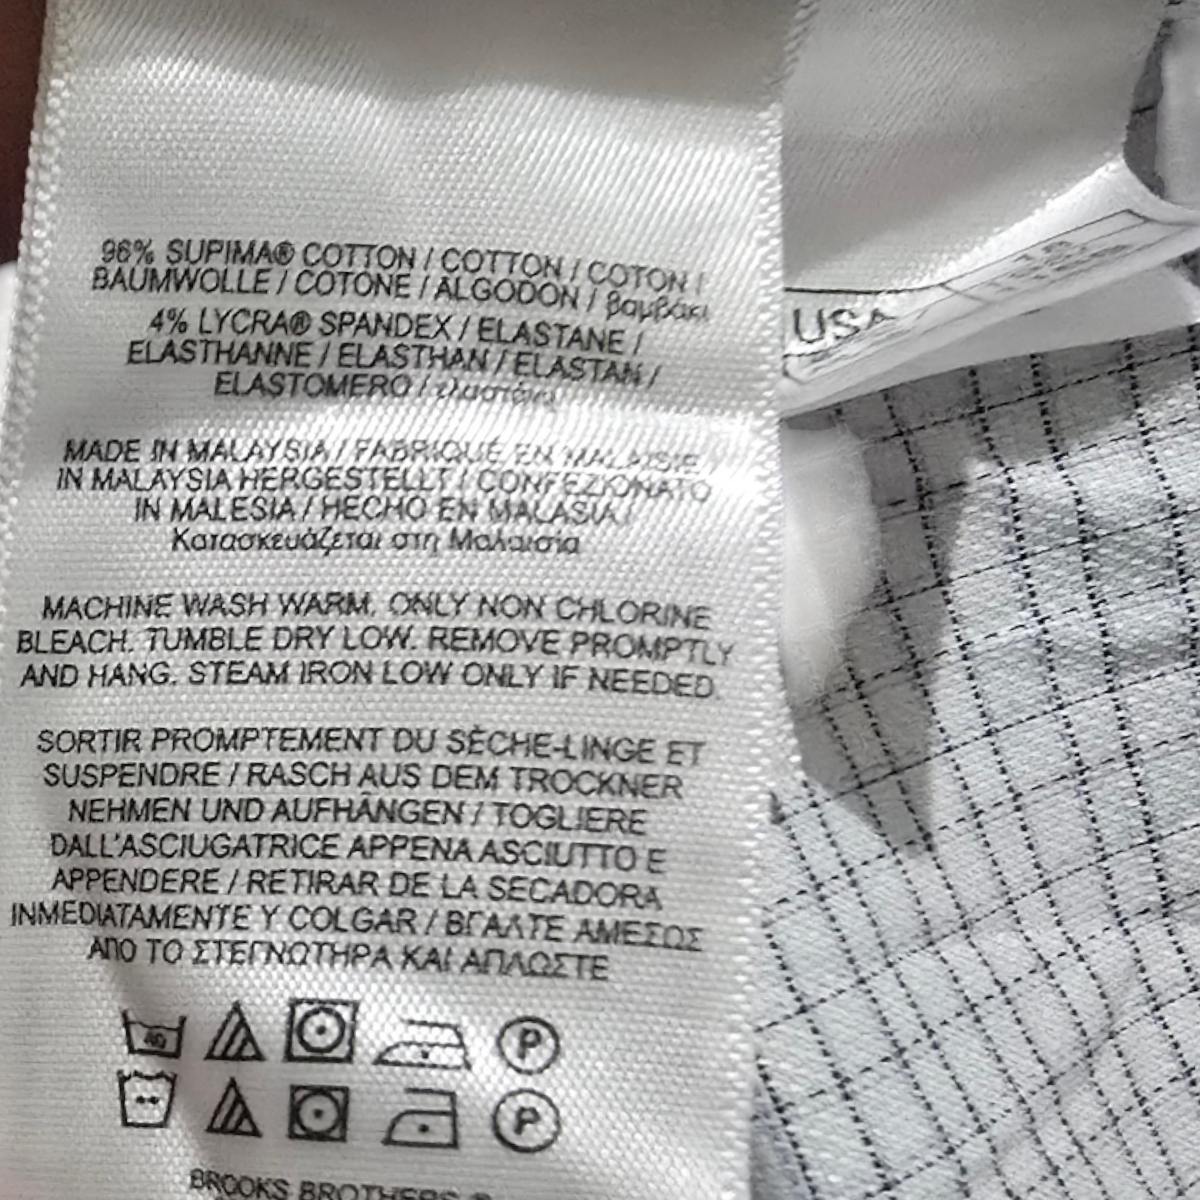 96% SUPIMA® COTTON / COTTON / COTON /
BAUMWOLLE / COTONE / ALGODON / βαμβάκι
4% LYCRA® SPANDEX / ELASTANE /
ELASTHANNE / ELASTHAN / ELASTAN /
ELASTOMERO / ελαστάνη
MADE IN MALAYSIA / FABRIQUÉ EN MALAISIE /
IN MALAYSIA HERGESTELLT / CONFEZIONATO
IN MALESIA / HECHO EN MALASIA /
Κατασκευάζεται στη Μαλαισία
MACHINE WASH WARM. ONLY NON CHLORINE
BLEACH. TUMBLE DRY LOW. REMOVE PROMPTLY
AND HANG. STEAM IRON LOW ONLY IF NEEDED.
SORTIR PROMPTEMENT DU SÈCHE-LINGE ET
SUSPENDRE / RASCH AUS DEM TROCKNER
NEHMEN UND AUFHÄNGEN / TOGLIERE
DALL'ASCIUGATRICE APPENA ASCIUTTO E
APPENDERE / RETIRAR DE LA SECADORA
INMEDIATAMENTE Y COLGAR / ΒΓΑΛΤΕ ΑΜΕΣΩΣ
ΑΠΟ ΤΟ ΣΤΕΓΝΩΤΗΡΑ ΚΑΙ ΑΠΛΩΣΤΕ
40 P
P
BROOKS BROTHERS ®
USA